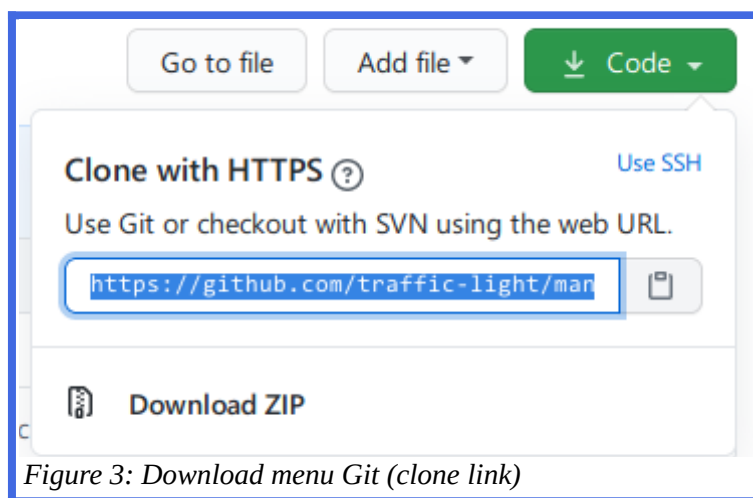 Go to file
Add file
Code
Clone with HTTPS ?
Use SSH
Use Git or checkout with SVN using the web URL.
https://github.com/traffic-light/man
Download ZIP
c
Figure 3: Download menu Git (clone link)